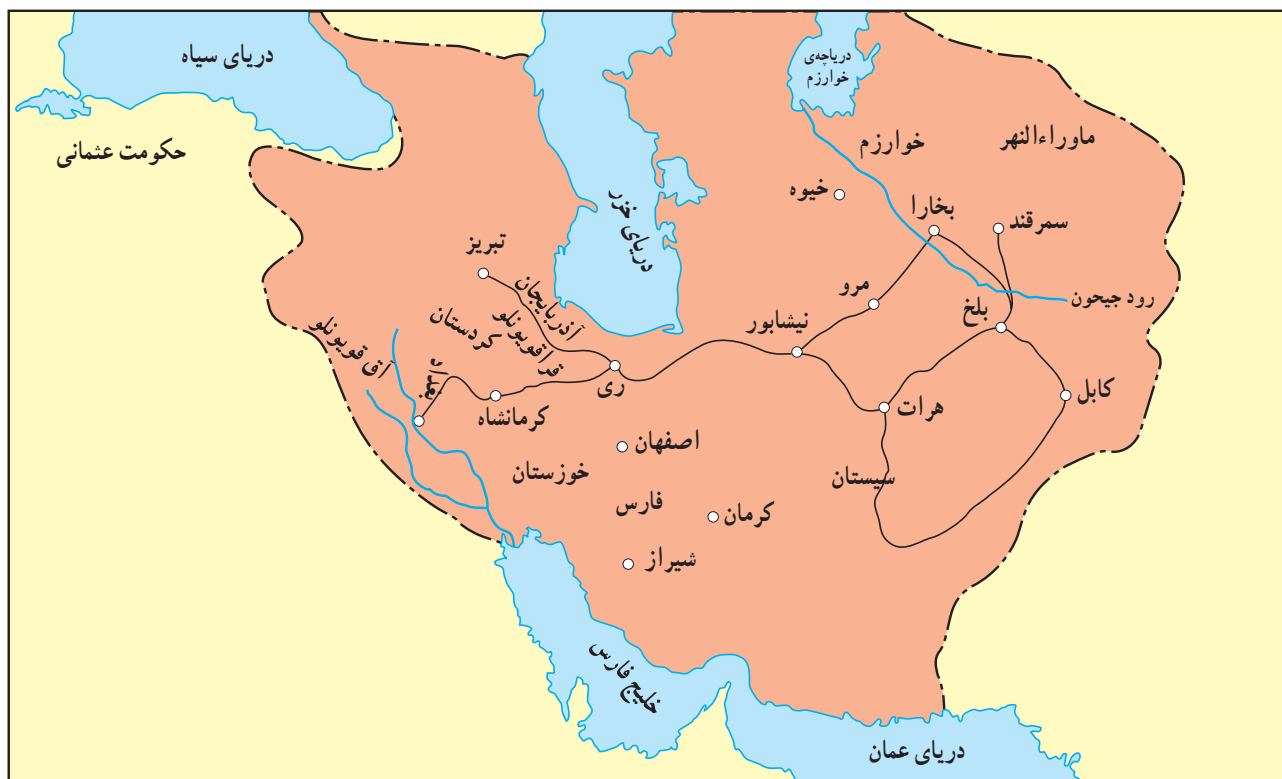 دریای سیاه
دریاچه‌ی
خوارزم
ماوراءالنهر
خوارزم
حکومت عثمانی
خیوه
بخارا
سمرقند
دریای خزر
تبریز
مرو
رود جیحون
بلخ
نیشابور
آذربایجان
قراقویونلو
کردستان
آق قویونلو
بغداد
ری
کرمانشاه
هرات
کابل
اصفهان
خوزستان
سیستان
فارس
کرمان
شیراز
خلیج فارس
دریای عمان